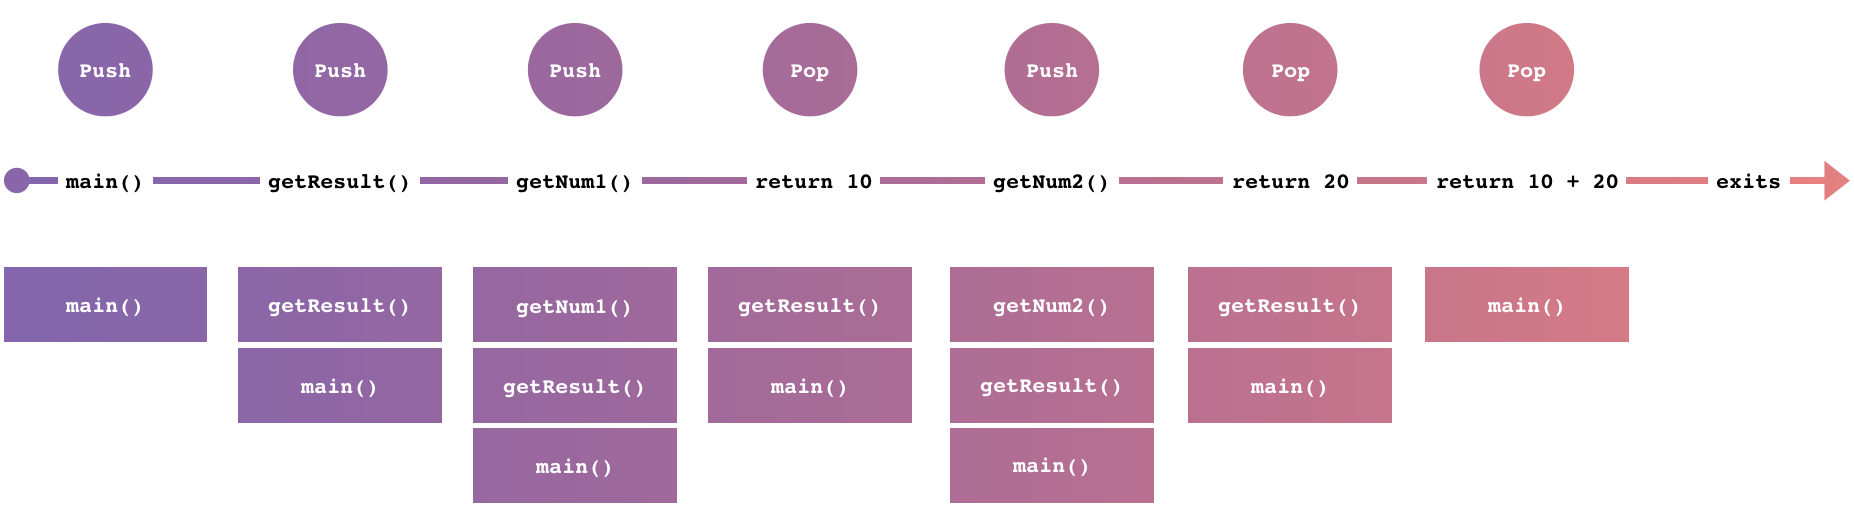 Push Push Push Pop Push Pop Pop
main() getResult() getNum1() return 10 getNum2() return 20 return 10 + 20 exits
main() getResult() getNum1() getResult() getNum2() getResult() main()
main() getResult() main() getResult() main()
main() main()